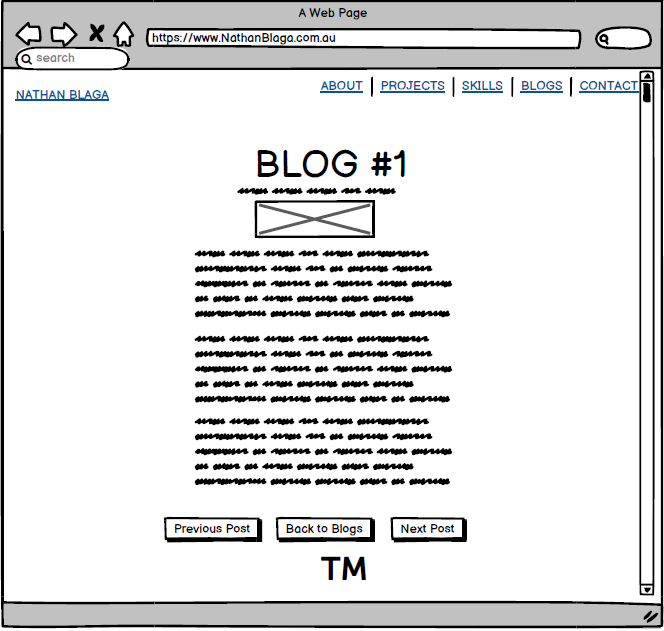 A Web Page
https://www.NathanBlaga.com.au
search
ABOUT | PROJECTS | SKILLS | BLOGS | CONTACT
NATHAN BLAGA
BLOG #1
Previous Post
Back to Blogs
Next Post
TM